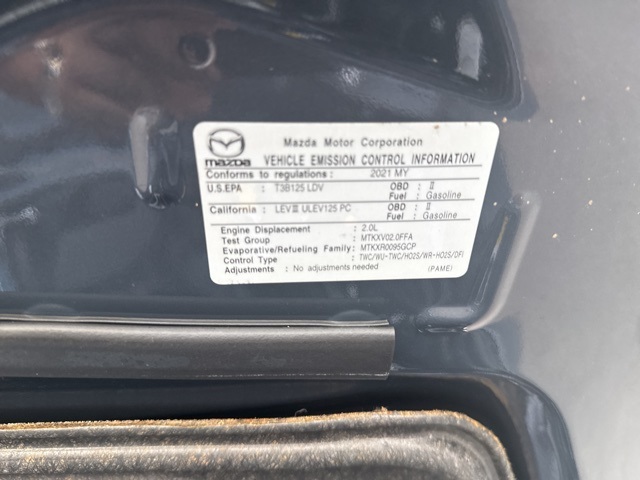 Mazda Motor Corporation
mazda VEHICLE EMISSION CONTROL INFORMATION
Conforms to regulations : 2021 MY
U.S.EPA : T3B125 LDV OBD : II
Fuel : Gasoline
California : LEVIII ULEV125 PC OBD : II
Fuel : Gasoline
Engine Displacement : 2.0L
Test Group : MTKXV02.0FFA
Evaporative/Refueling Family: MTKXR0095GCP
Control Type : TWC/WU-TWC/HO2S/WR-HO2S/DFI
Adjustments : No adjustments needed (PAME)